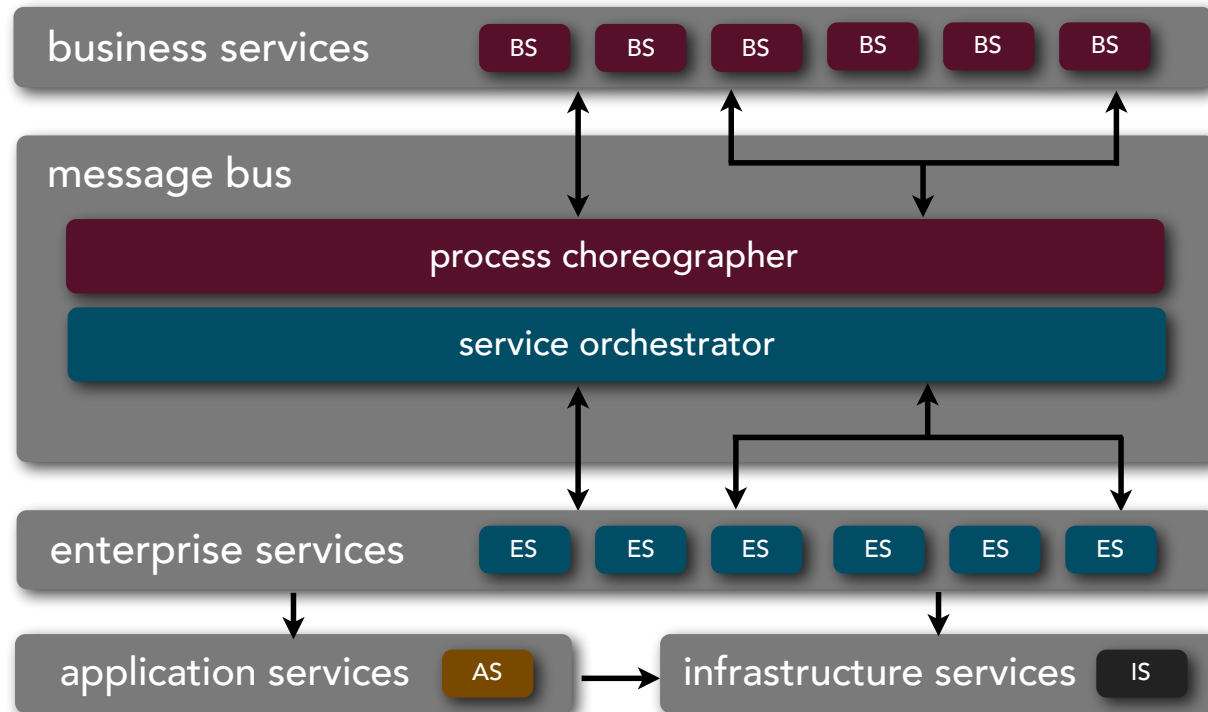 business services
BS BS BS BS BS BS
message bus
process choreographer
service orchestrator
enterprise services
ES ES ES ES ES ES
application services
AS
infrastructure services
IS